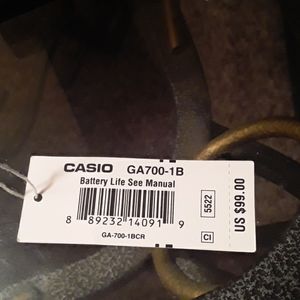 CASIO GA700-1B
Battery Life See Manual
8 89232 14091 9
GA-700-1BCR
5522
CI
US $99.00